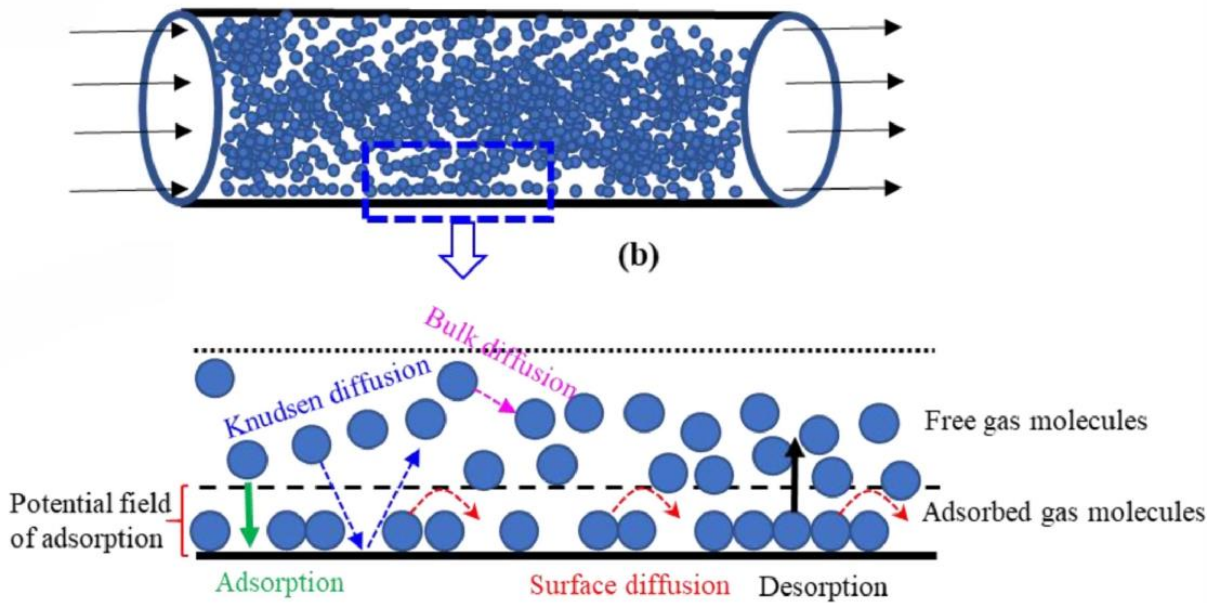 (b)
Bulk diffusion
Knudsen diffusion
Free gas molecules
Potential field
of adsorption
Adsorbed gas molecules
Adsorption
Surface diffusion
Desorption